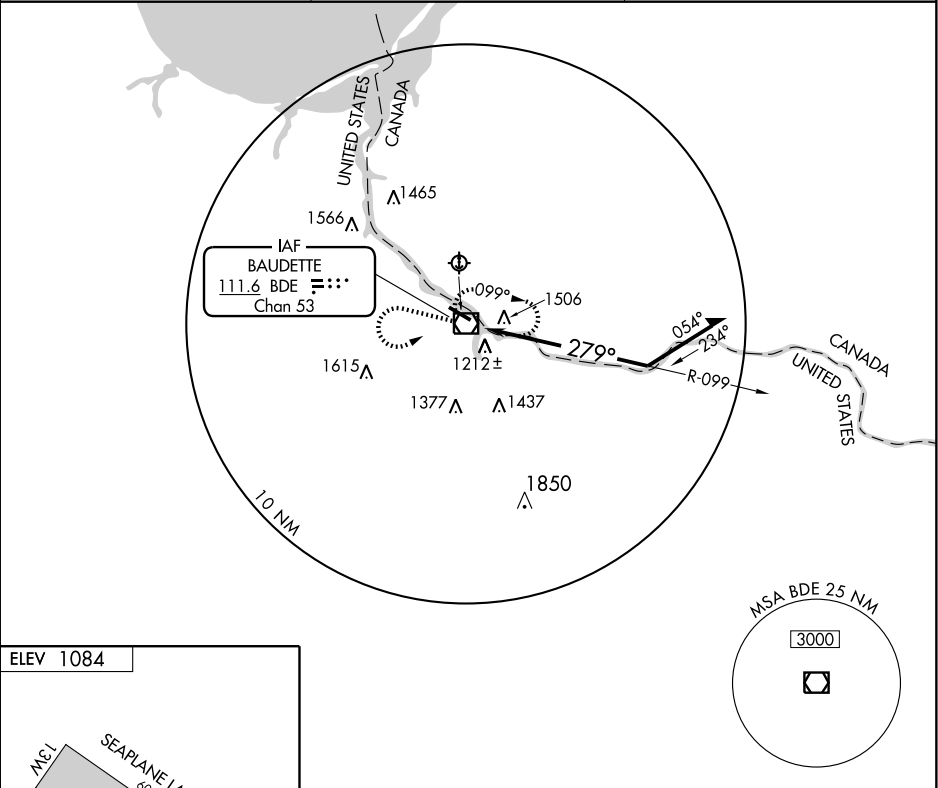 UNITED STATES
CANADA
1465
1566
IAF
BAUDETTE
111.6 BDE
Chan 53
099°
1506
054°
234°
279°
R-099
CANADA
UNITED STATES
1615
1212±
1377
1437
1850
10 NM
MSA BDE 25 NM
3000
ELEV 1084
13W
SEAPLANE